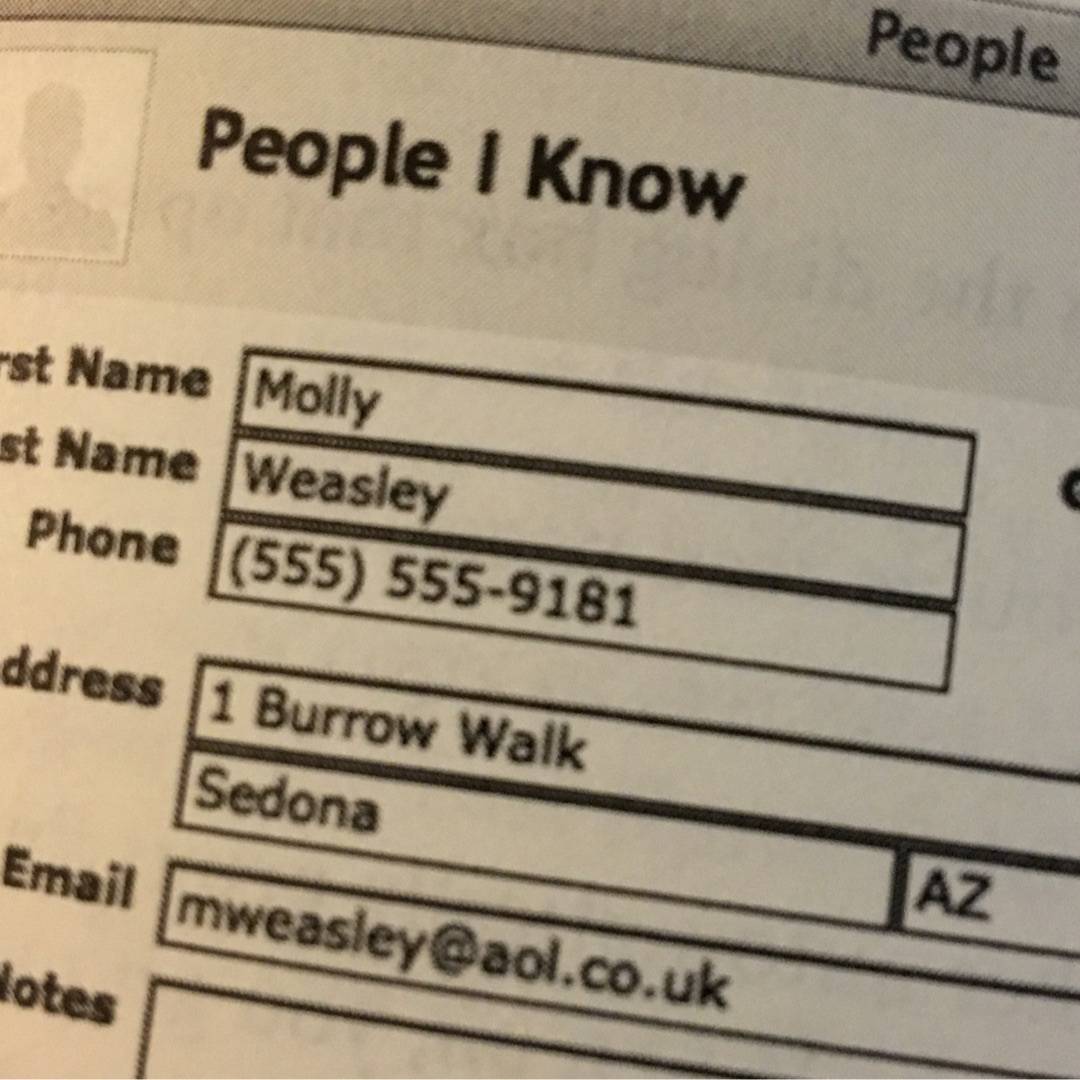 People
People I Know
rst Name Molly
st Name Weasley
Phone (555) 555-9181
ddress 1 Burrow Walk
Sedona AZ
Email mweasley@aol.co.uk
Notes